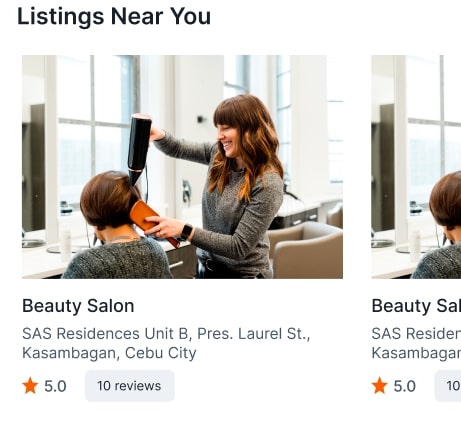 Listings Near You
Beauty Salon
SAS Residences Unit B, Pres. Laurel St.,
Kasambagan, Cebu City
5.0
10 reviews
Beauty Sal
SAS Residen
Kasambagan
5.0
10